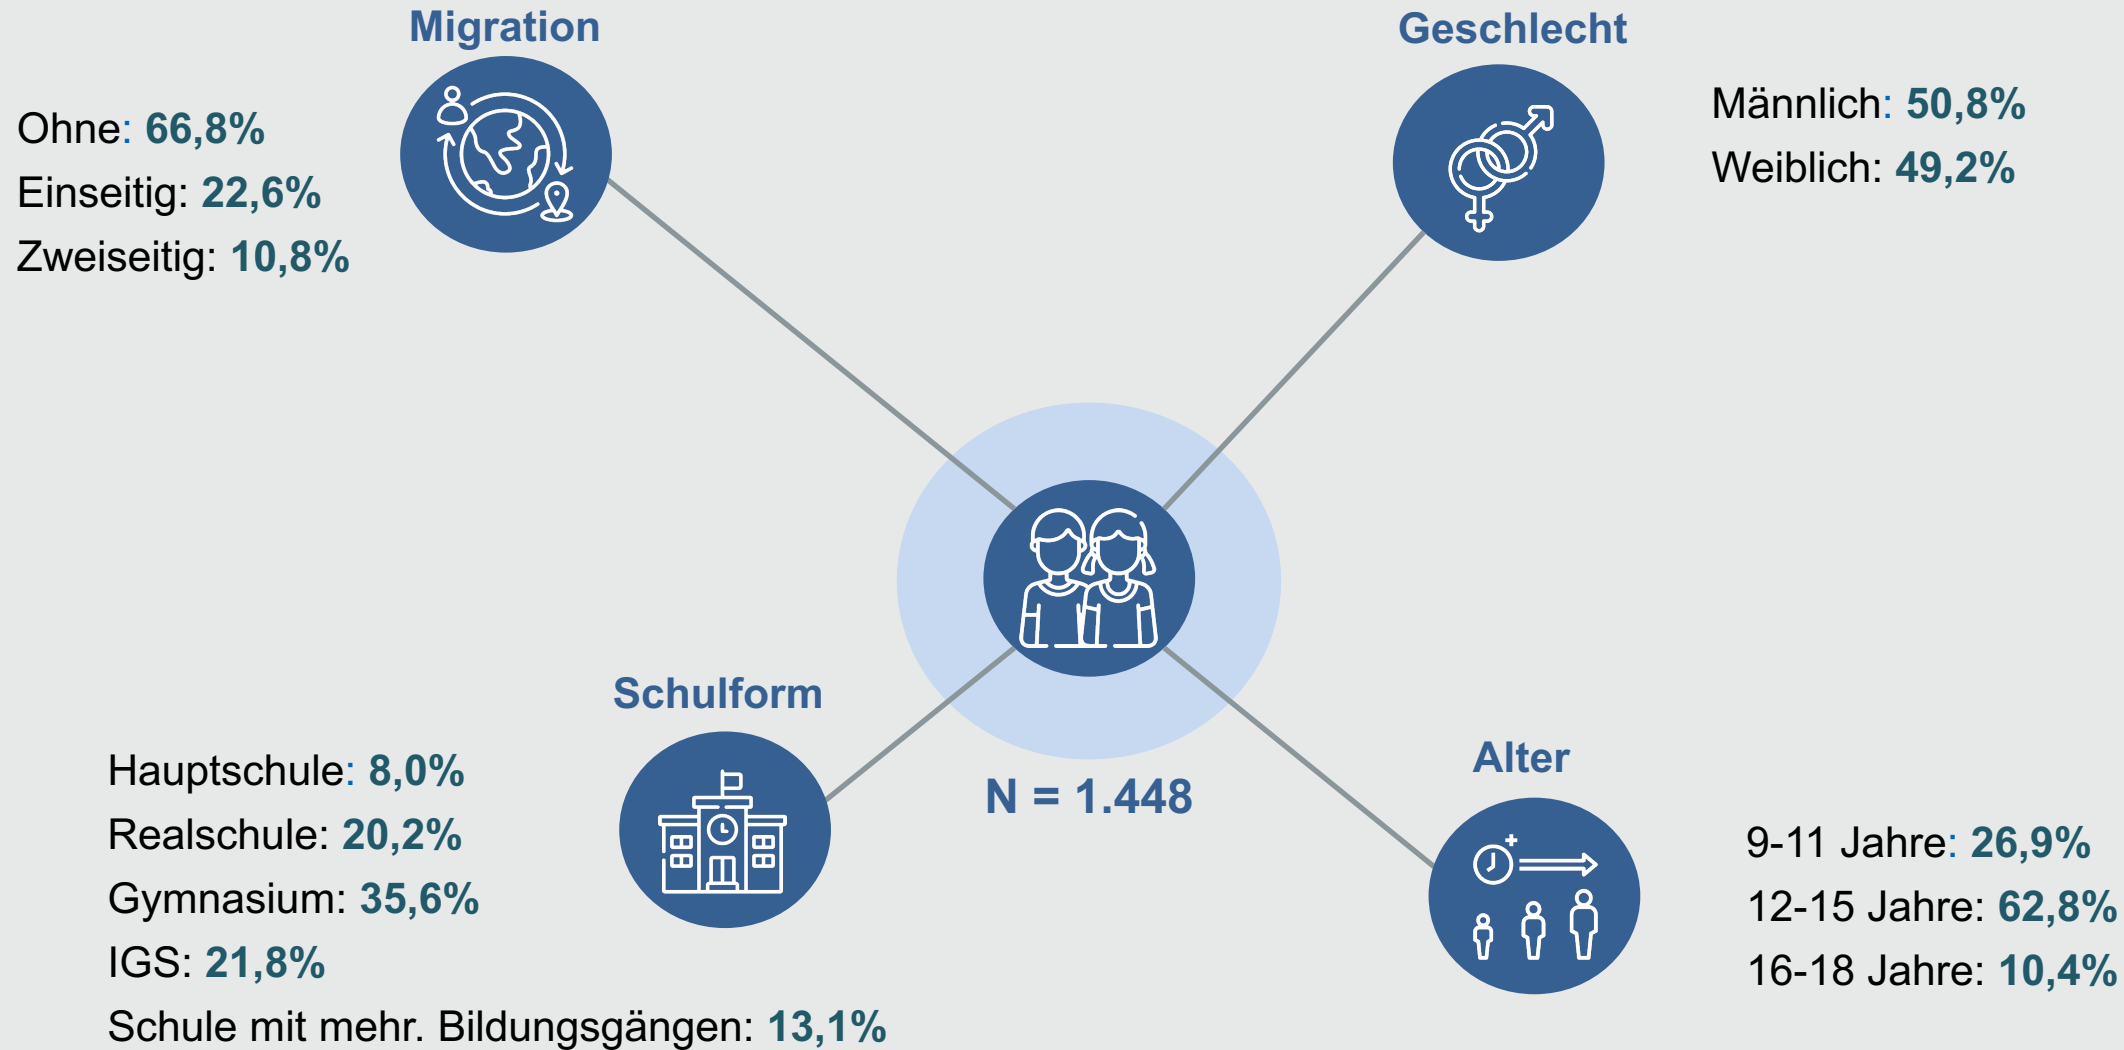 Migration
Ohne: 66,8%
Einseitig: 22,6%
Zweiseitig: 10,8%
Geschlecht
Männlich: 50,8%
Weiblich: 49,2%
N = 1.448
Schulform
Hauptschule: 8,0%
Realschule: 20,2%
Gymnasium: 35,6%
IGS: 21,8%
Schule mit mehr. Bildungsgängen: 13,1%
Alter
9-11 Jahre: 26,9%
12-15 Jahre: 62,8%
16-18 Jahre: 10,4%